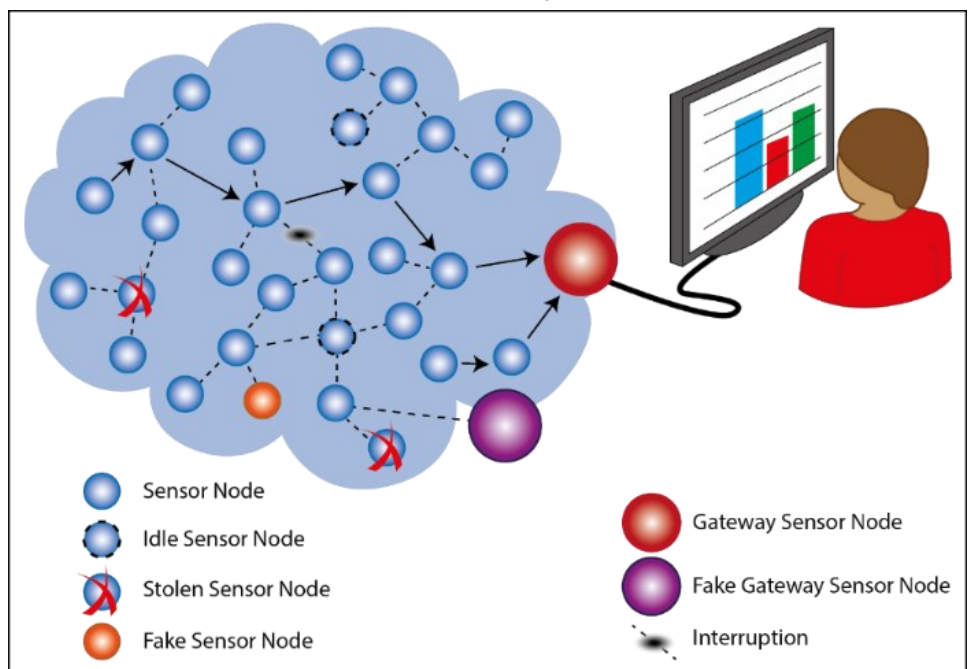 Sensor Node
Idle Sensor Node
Stolen Sensor Node
Fake Sensor Node
Gateway Sensor Node
Fake Gateway Sensor Node
Interruption